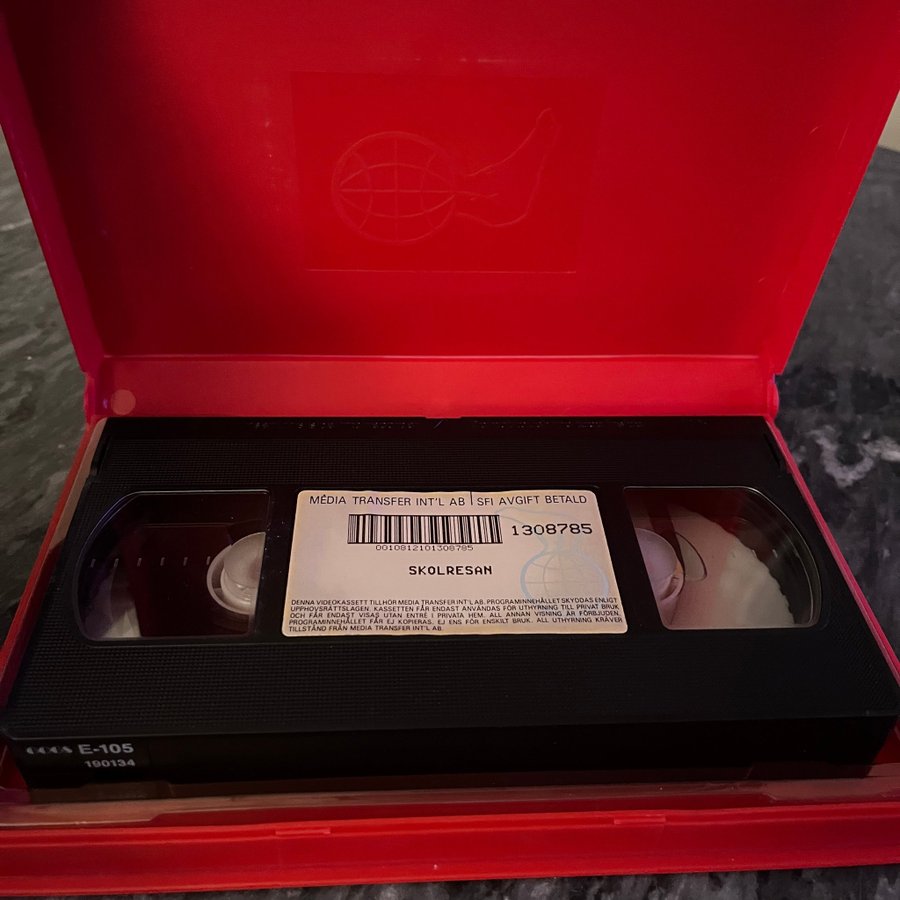 MÉDIA TRANSFER INT'L AB SFI AVGIFT BETALD
1308785
0010812101308785
SKOLRESAN
DENNA VIDEOKASSETT TILLHÖR MEDIA TRANSFER INT'L AB. PROGRAMINNEHÅLLET SKYDDAS ENLIGT
UPPHOVSRÄTTSLAGEN. KASSETTEN FÅR ENDAST ANVÄNDAS FÖR UTHYRNING TILL PRIVAT BRUK
OCH FÅR ENDAST VISAS UTAN ENTRÉ I PRIVATA HEM. ALL ANNAN VISNING ÄR FÖRBJUDEN.
PROGRAMINNEHÅLLET FÅR EJ KOPIERAS, EJ ENS FÖR ENSKILT BRUK. ALL UTHYRNING KRÄVER
TILLSTÅND FRÅN MEDIA TRANSFER INT'L AB.
E-105
190134